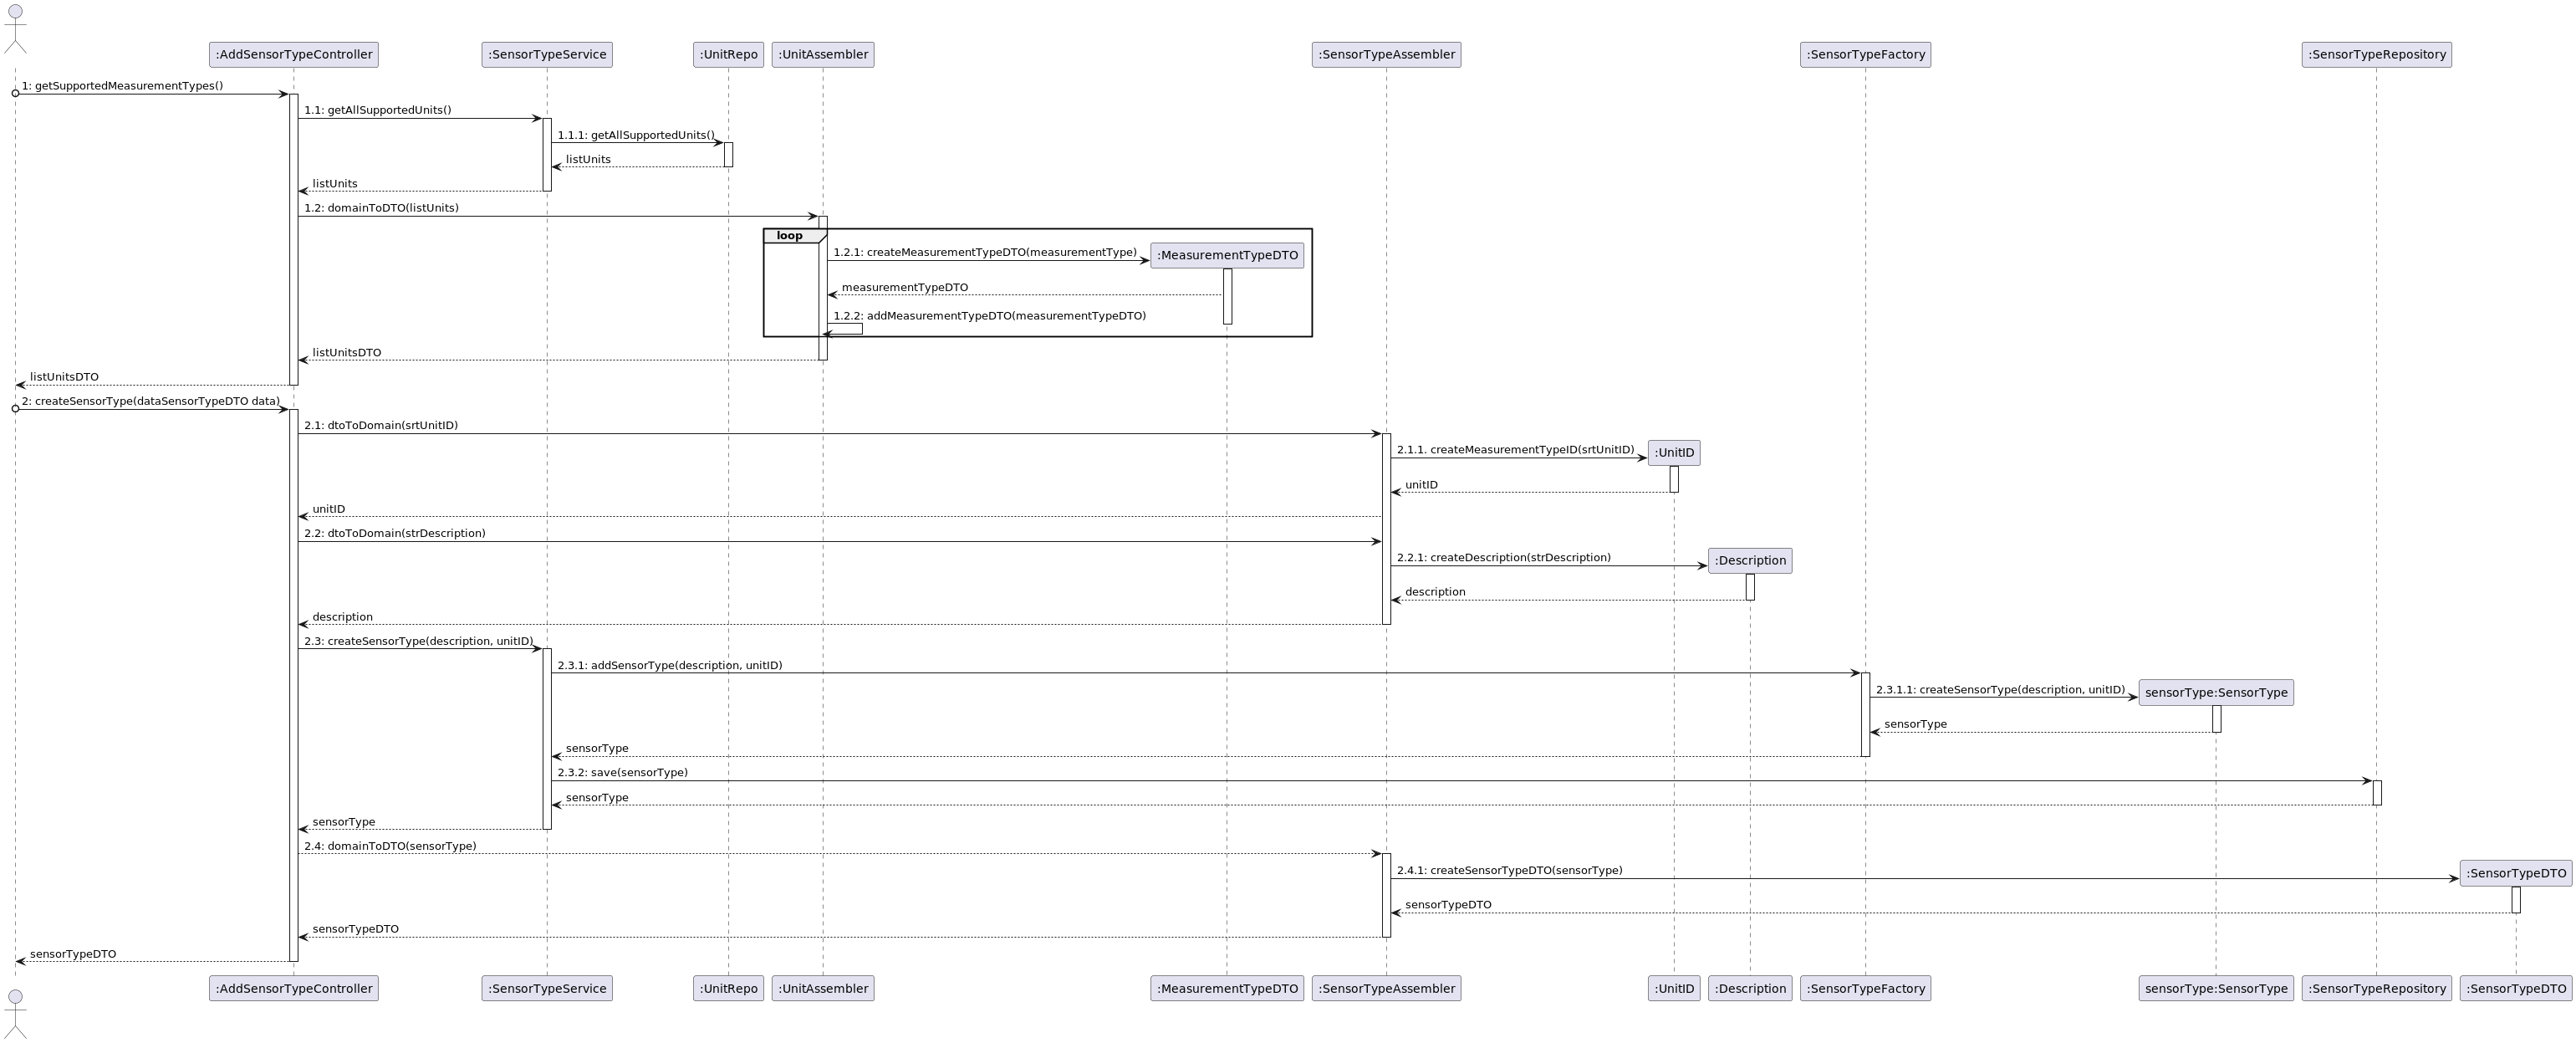 :AddSensorTypeController
:SensorTypeService
:UnitRepo
:UnitAssembler
:SensorTypeAssembler
:SensorTypeFactory
:SensorTypeRepository
1: getSupportedMeasurementTypes()
1.1: getAllSupportedUnits()
1.1.1: getAllSupportedUnits()
listUnits
listUnits
1.2: domainToDTO(listUnits)
loop
1.2.1: createMeasurementTypeDTO(measurementType)
:MeasurementTypeDTO
measurementTypeDTO
1.2.2: addMeasurementTypeDTO(measurementTypeDTO)
listUnitsDTO
listUnitsDTO
2: createSensorType(dataSensorTypeDTO data)
2.1: dtoToDomain(srtUnitID)
2.1.1. createMeasurementTypeID(srtUnitID)
:UnitID
unitID
unitID
2.2: dtoToDomain(strDescription)
2.2.1: createDescription(strDescription)
:Description
description
description
2.3: createSensorType(description, unitID)
2.3.1: addSensorType(description, unitID)
2.3.1.1: createSensorType(description, unitID)
sensorType:SensorType
sensorType
sensorType
2.3.2: save(sensorType)
sensorType
sensorType
2.4: domainToDTO(sensorType)
2.4.1: createSensorTypeDTO(sensorType)
:SensorTypeDTO
sensorTypeDTO
sensorTypeDTO
sensorTypeDTO
:AddSensorTypeController
:SensorTypeService
:UnitRepo
:UnitAssembler
:MeasurementTypeDTO
:SensorTypeAssembler
:UnitID
:Description
:SensorTypeFactory
sensorType:SensorType
:SensorTypeRepository
:SensorTypeDTO